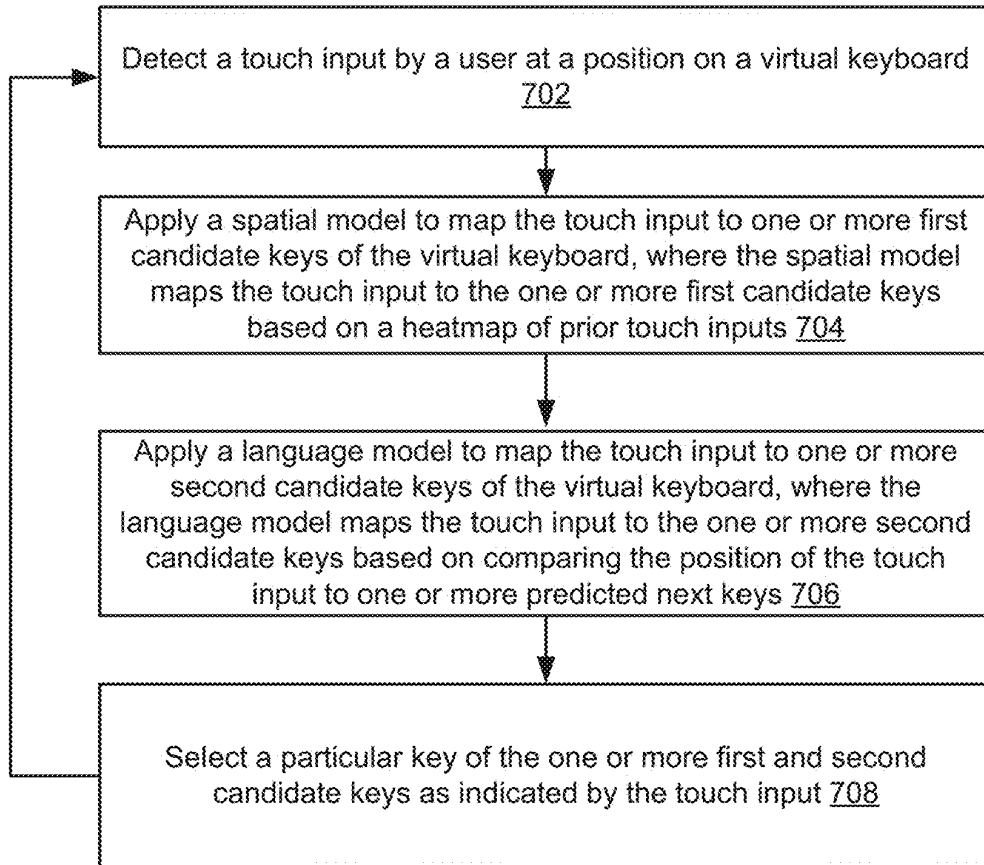 Detect a touch input by a user at a position on a virtual keyboard
702
Apply a spatial model to map the touch input to one or more first
candidate keys of the virtual keyboard, where the spatial model
maps the touch input to the one or more first candidate keys
based on a heatmap of prior touch inputs 704
Apply a language model to map the touch input to one or more
second candidate keys of the virtual keyboard, where the
language model maps the touch input to the one or more second
candidate keys based on comparing the position of the touch
input to one or more predicted next keys 706
Select a particular key of the one or more first and second
candidate keys as indicated by the touch input 708